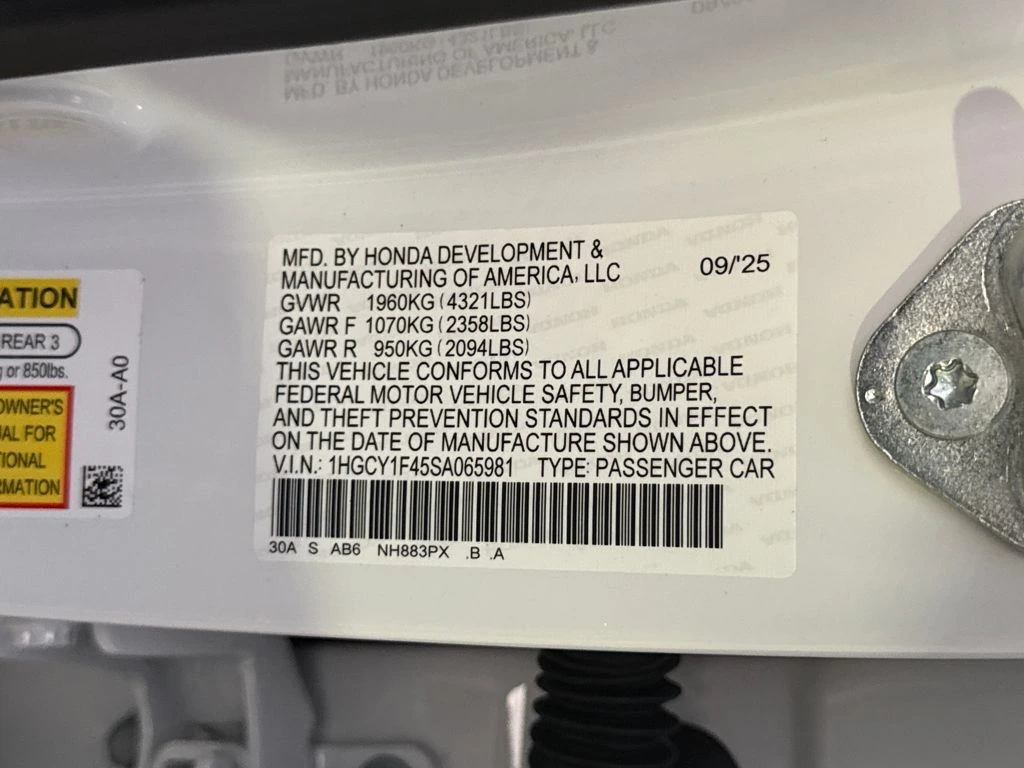 MFD. BY HONDA DEVELOPMENT &
MANUFACTURING OF AMERICA, LLC 09/'25
GVWR 1960KG (4321LBS)
GAWR F 1070KG (2358LBS)
GAWR R 950KG (2094LBS)
THIS VEHICLE CONFORMS TO ALL APPLICABLE
FEDERAL MOTOR VEHICLE SAFETY, BUMPER,
AND THEFT PREVENTION STANDARDS IN EFFECT
ON THE DATE OF MANUFACTURE SHOWN ABOVE.
V.I.N.: 1HGCY1F45SA065981 TYPE: PASSENGER CAR
30A S AB6 NH883PX .B .A
ATION
REAR 3
or 850lbs.
OWNER'S
UAL FOR
TIONAL
RMATION
30A-A0